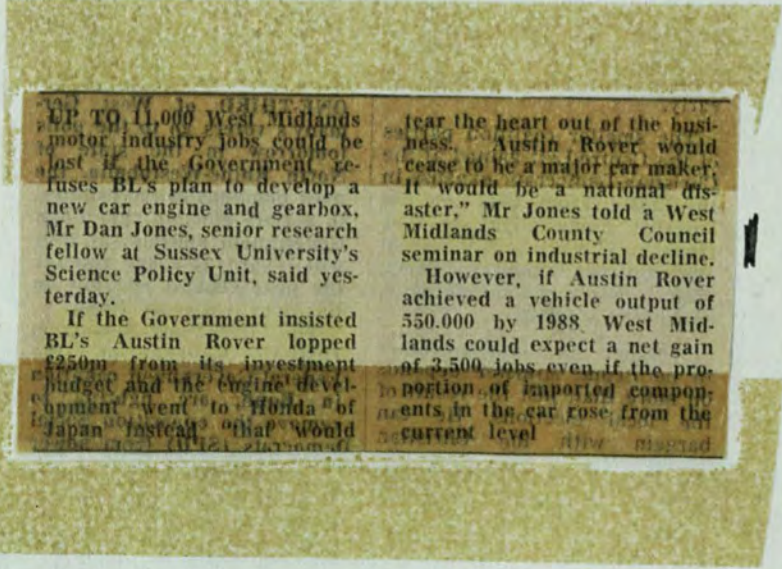 UP TO 11,000 West Midlands
motor industry jobs could be
lost if the Government re-
fuses BL's plan to develop a
new car engine and gearbox,
Mr Dan Jones, senior research
fellow at Sussex University's
Science Policy Unit, said yes-
terday.
If the Government insisted
BL's Austin Rover lopped
£250m from its investment
budget and the engine devel-
opment went to Honda of
Japan instead "that would
tear the heart out of the busi-
ness. Austin Rover would
cease to be a major car maker.
It would be a national dis-
aster," Mr Jones told a West
Midlands County Council
seminar on industrial decline.
However, if Austin Rover
achieved a vehicle output of
550.000 by 1988 West Mid-
lands could expect a net gain
of 3,500 jobs even if the pro-
portion of imported compon-
ents in the car rose from the
current level